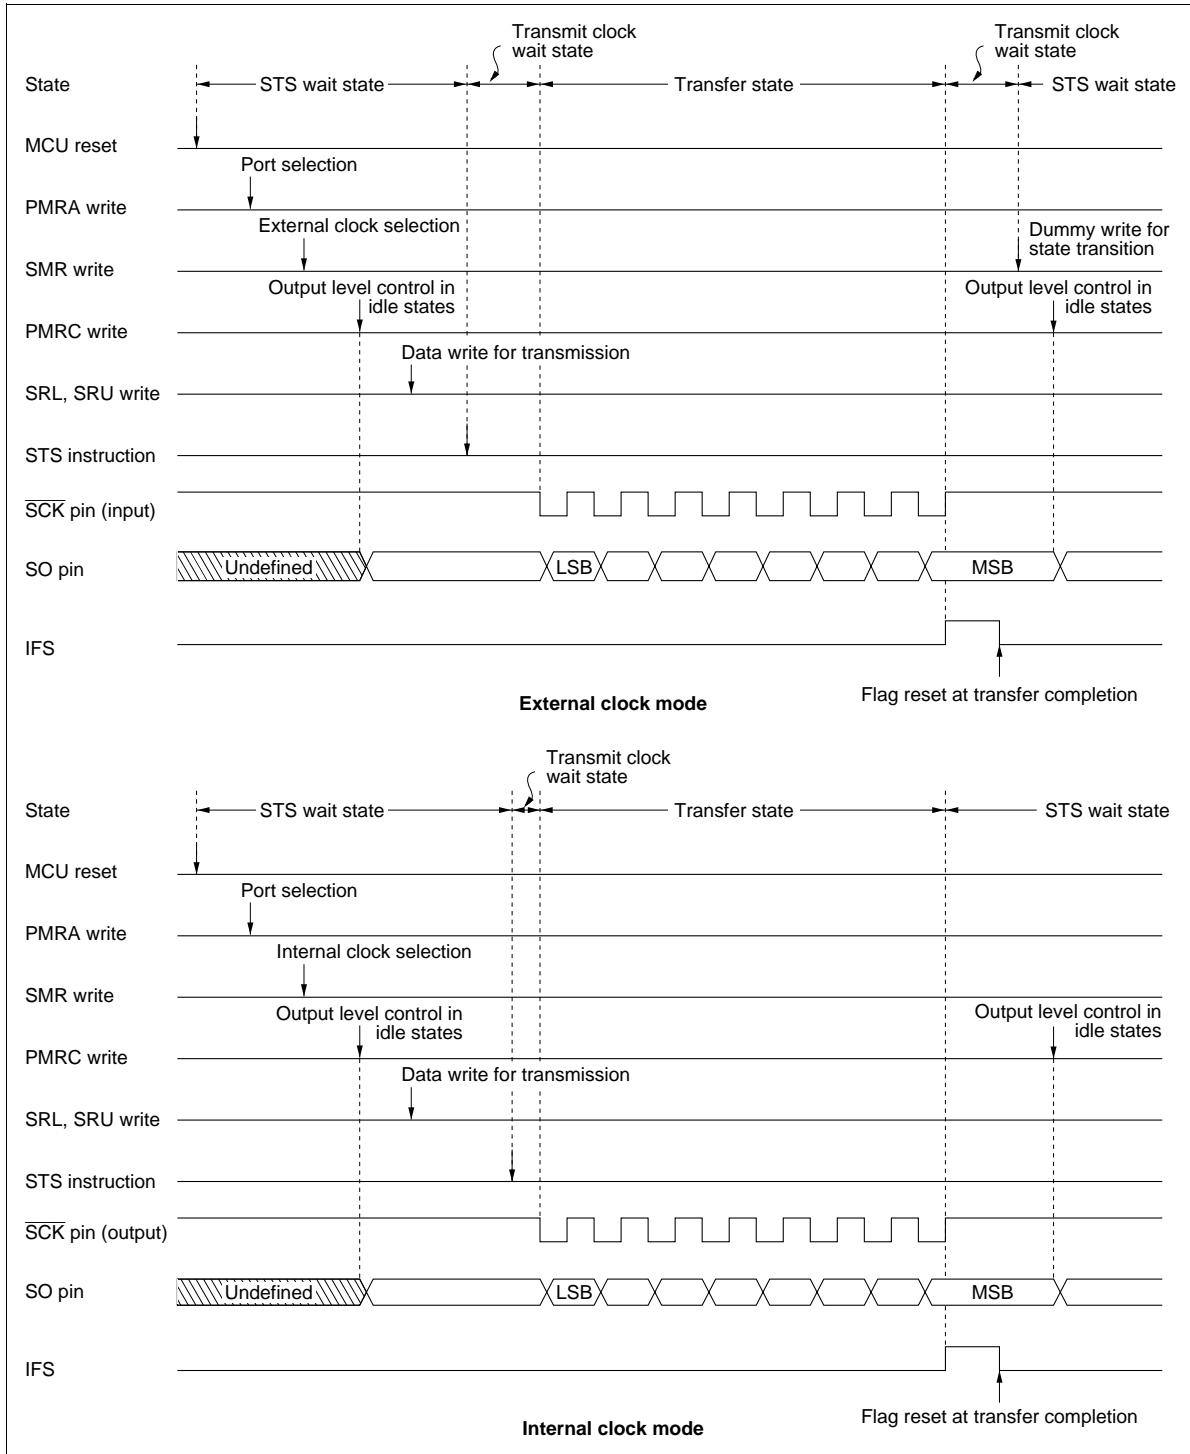 Transmit clock
wait state
Transmit clock
wait state
State
STS wait state
Transfer state
STS wait state
MCU reset
Port selection
PMRA write
External clock selection
Dummy write for
state transition
SMR write
Output level control in
idle states
Output level control in
idle states
PMRC write
Data write for transmission
SRL, SRU write
STS instruction
SCK pin (input)
SO pin
Undefined
LSB
MSB
IFS
Flag reset at transfer completion
External clock mode
Transmit clock
wait state
State
STS wait state
Transfer state
STS wait state
MCU reset
Port selection
PMRA write
Internal clock selection
SMR write
Output level control in
idle states
Output level control in
idle states
PMRC write
Data write for transmission
SRL, SRU write
STS instruction
SCK pin (output)
SO pin
Undefined
LSB
MSB
IFS
Flag reset at transfer completion
Internal clock mode